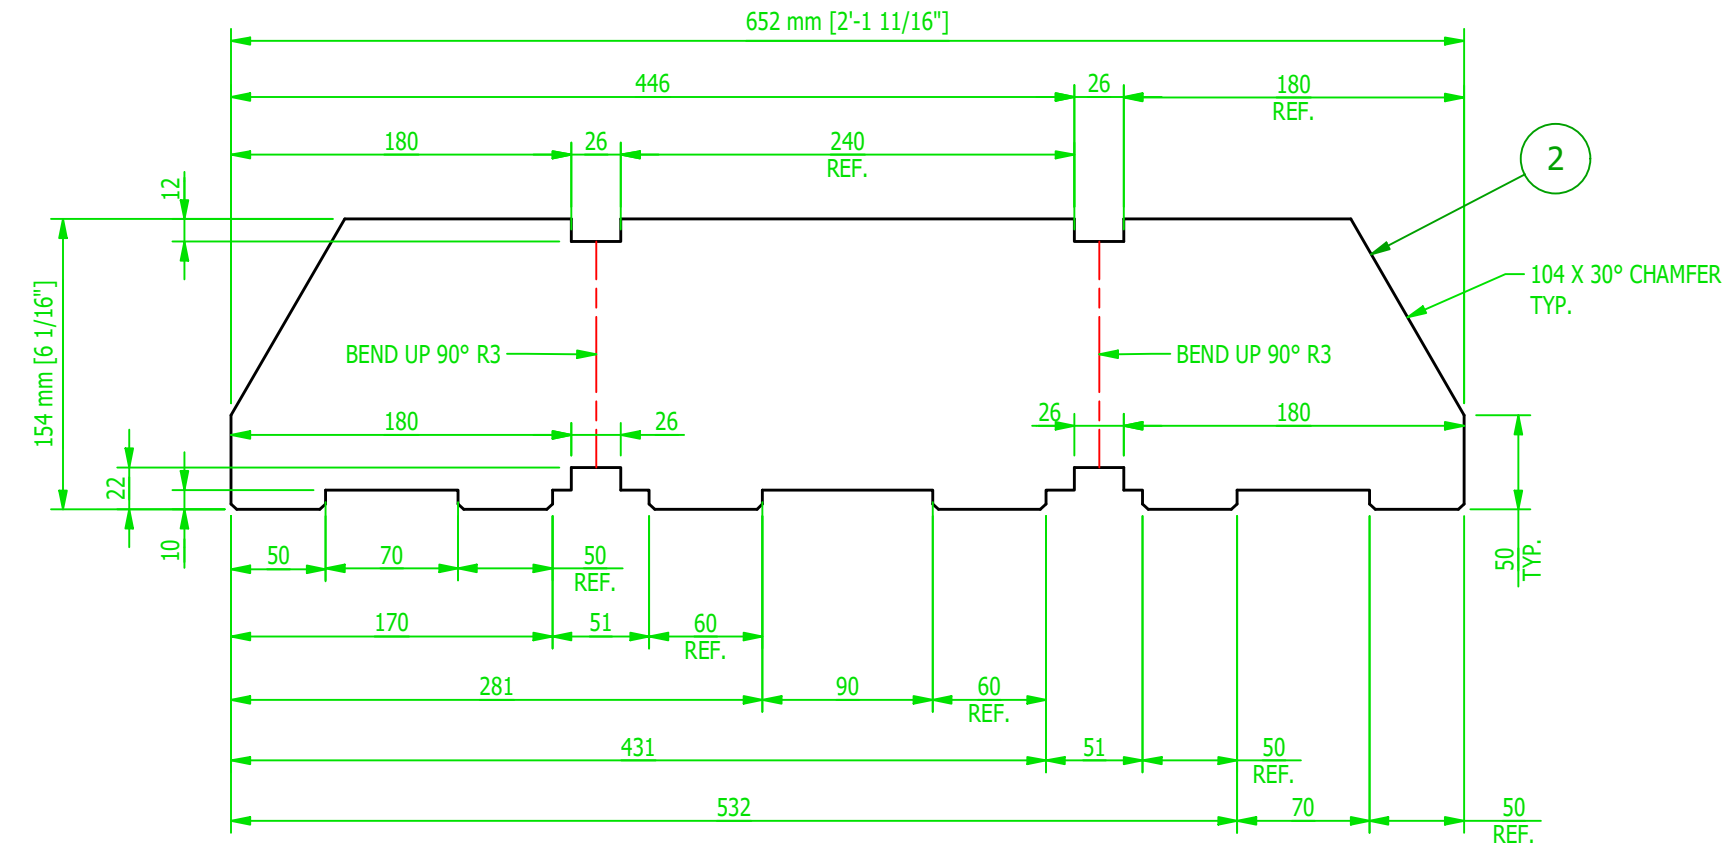 652 mm [2'-1 11/16"]
446
26
180
REF.
180
26
240
REF.
2
12
104 X 30° CHAMFER
TYP.
154 mm [6 1/16"]
BEND UP 90° R3
BEND UP 90° R3
180
26
26
180
22
10
50
70
50
REF.
50
TYP.
170
51
60
REF.
281
90
60
REF.
431
51
50
REF.
532
70
50
REF.